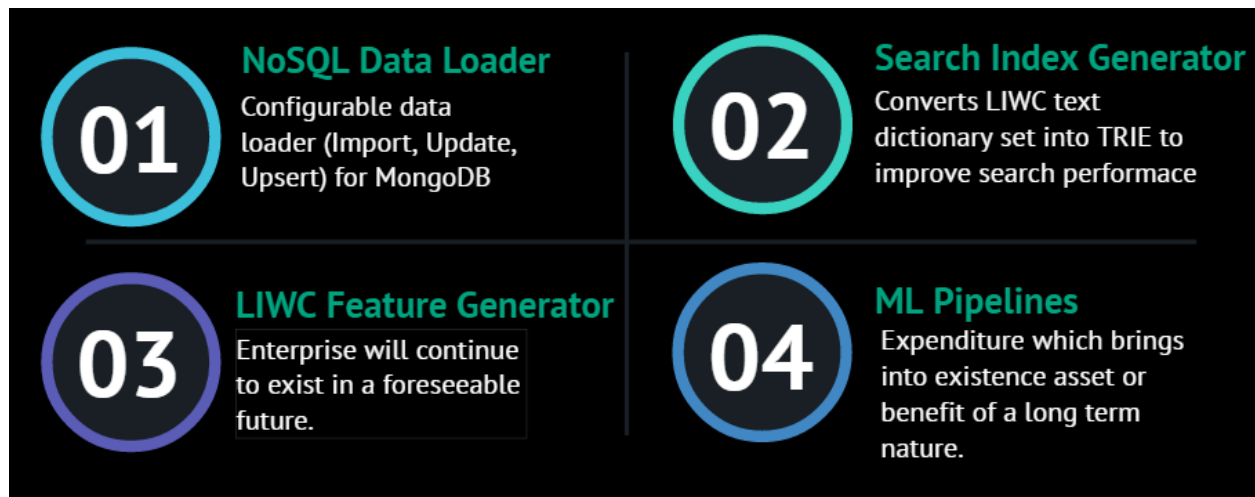 01
NoSQL Data Loader
Configurable data
loader (Import, Update,
Upsert) for MongoDB
02
Search Index Generator
Converts LIWC text
dictionary set into TRIE to
improve search performace
03
LIWC Feature Generator
Enterprise will continue
to exist in a foreseeable
future.
04
ML Pipelines
Expenditure which brings
into existence asset or
benefit of a long term
nature.